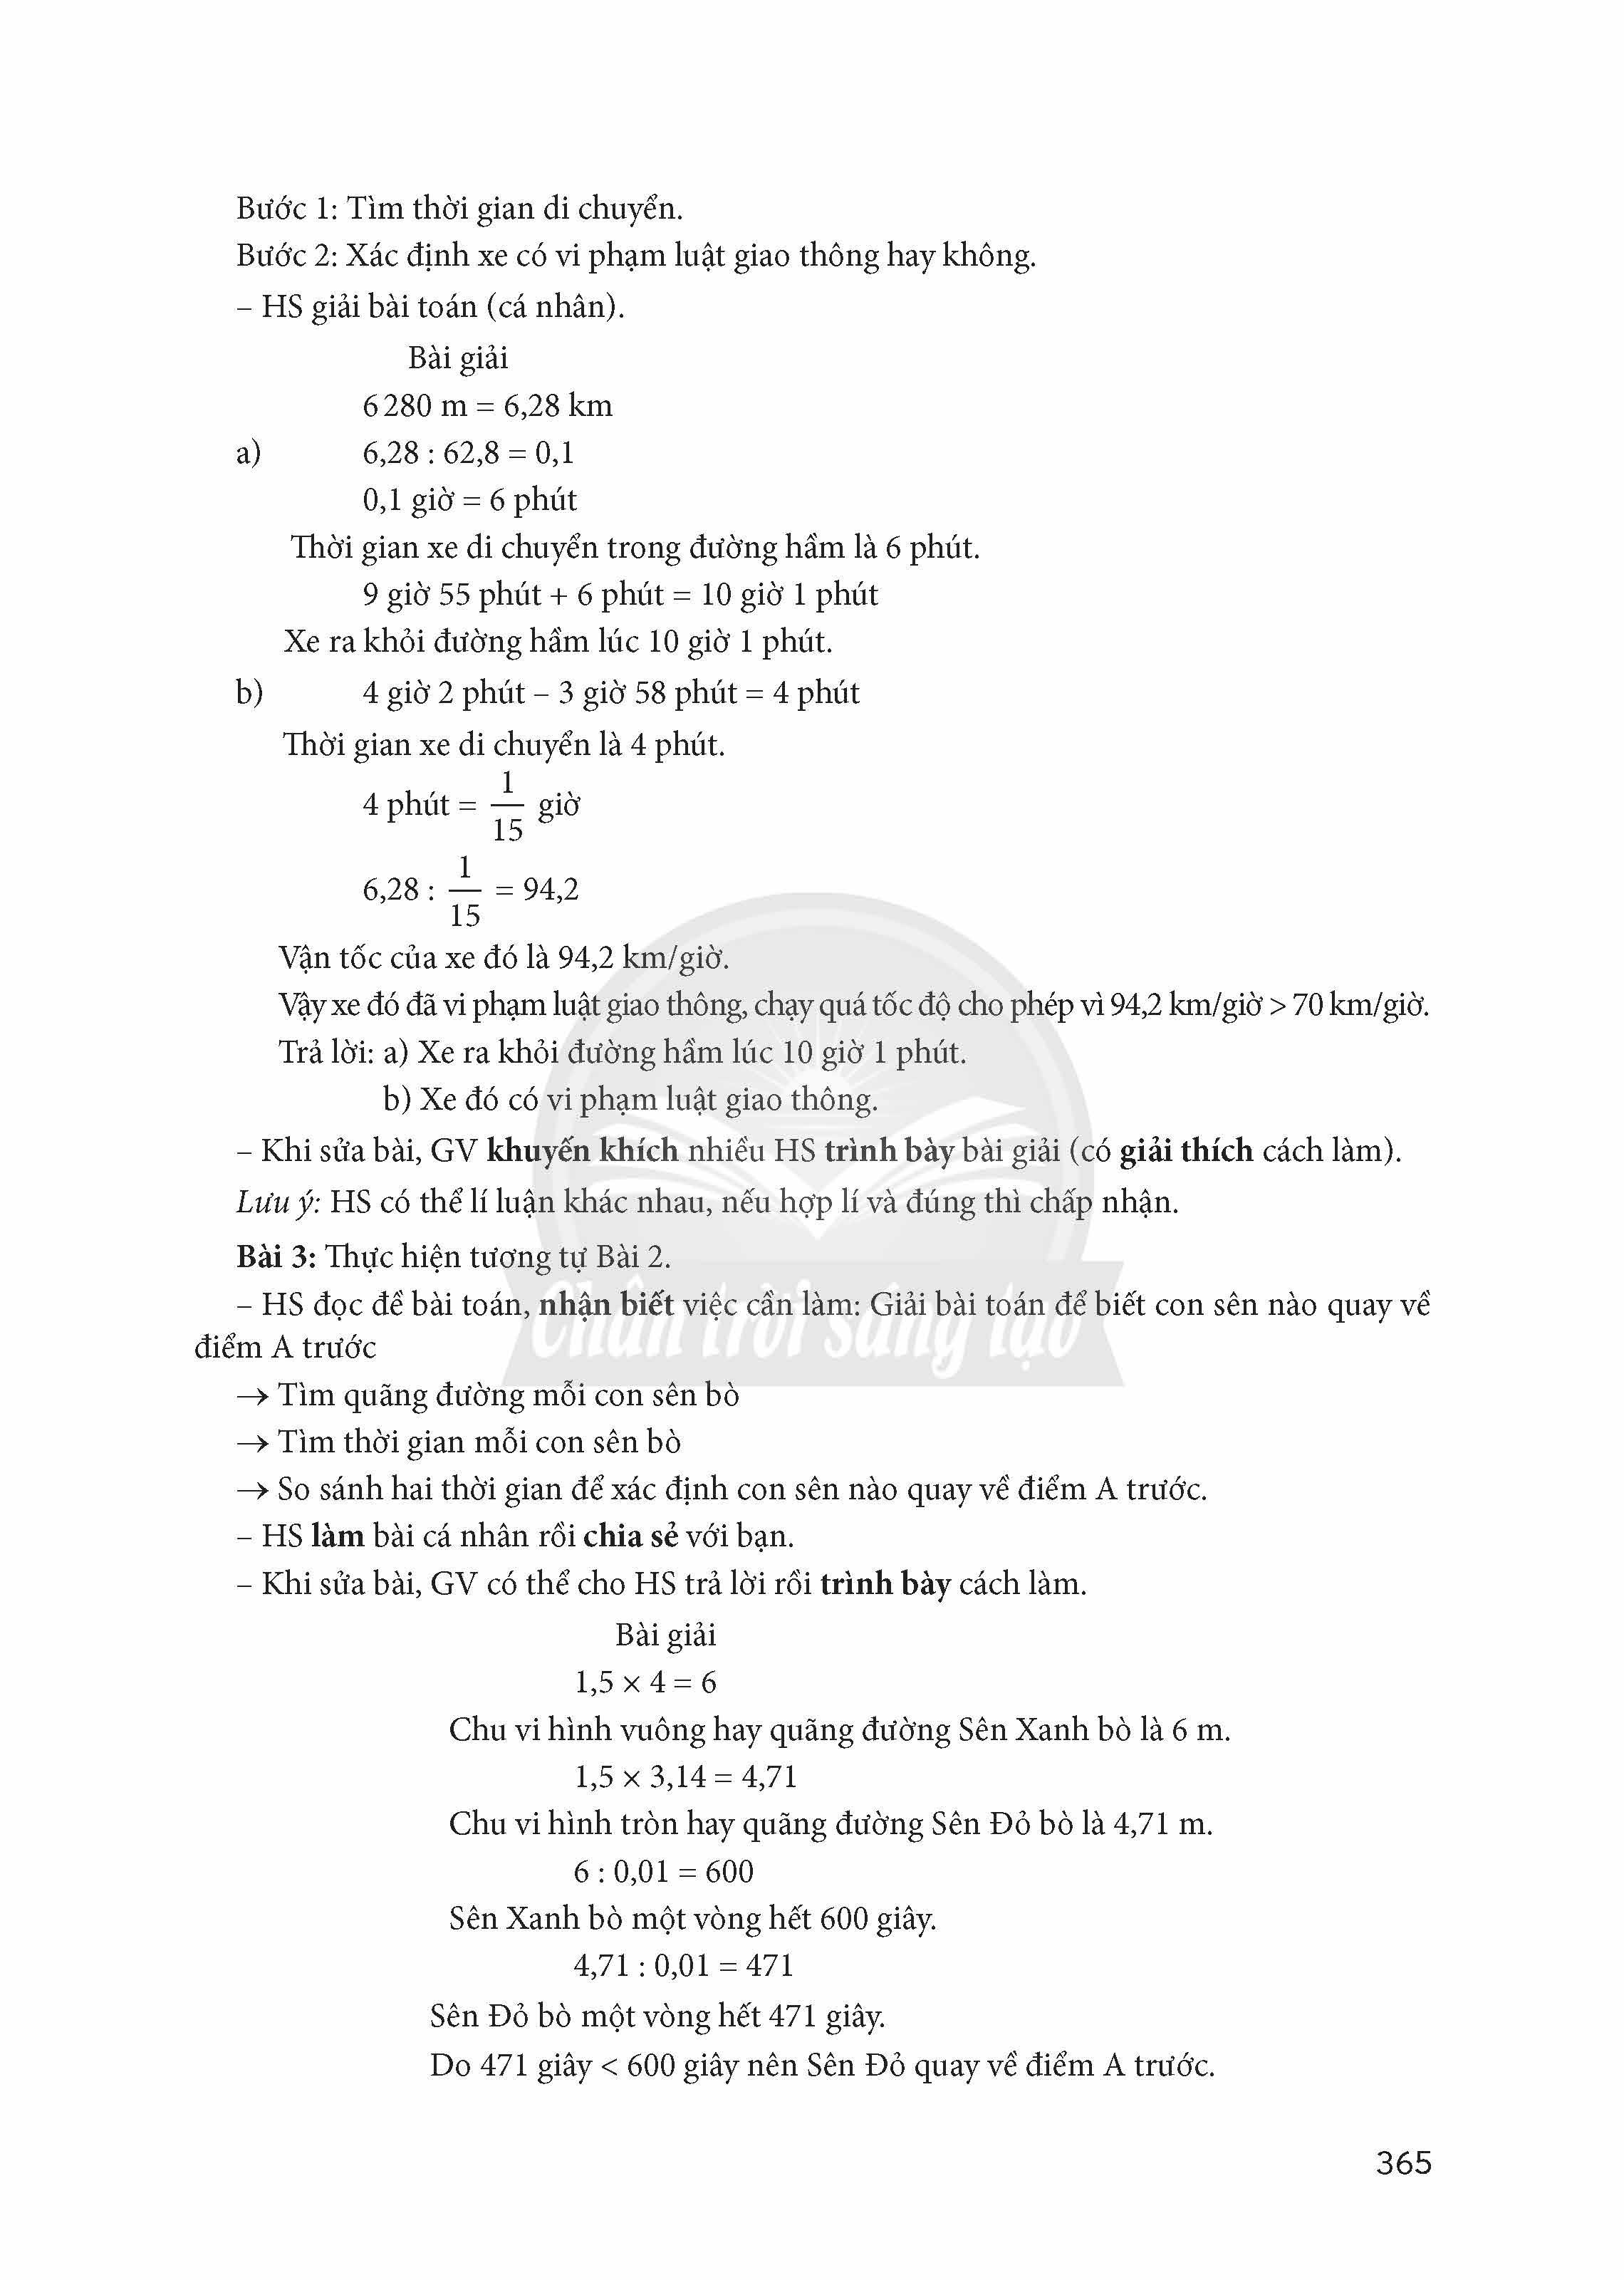 Bước 1: Tìm thời gian di chuyển.
Bước 2: Xác định xe có vi phạm luật giao thông hay không.
– HS giải bài toán (cá nhân).
Bài giải
6 280 m = 6,28 km
a) 6,28 : 62,8 = 0,1
0,1 giờ = 6 phút
Thời gian xe di chuyển trong đường hầm là 6 phút.
9 giờ 55 phút + 6 phút = 10 giờ 1 phút
Xe ra khỏi đường hầm lúc 10 giờ 1 phút.
b) 4 giờ 2 phút – 3 giờ 58 phút = 4 phút
Thời gian xe di chuyển là 4 phút.
4 phút = 1/15 giờ
6,28 : 1/15 = 94,2
Vận tốc của xe đó là 94,2 km/giờ.
Vậy xe đó đã vi phạm luật giao thông, chạy quá tốc độ cho phép vì 94,2 km/giờ > 70 km/giờ.
Trả lời: a) Xe ra khỏi đường hầm lúc 10 giờ 1 phút.
b) Xe đó có vi phạm luật giao thông.
– Khi sửa bài, GV khuyến khích nhiều HS trình bày bài giải (có giải thích cách làm).
Lưu ý: HS có thể lí luận khác nhau, nếu hợp lí và đúng thì chấp nhận.
Bài 3: Thực hiện tương tự Bài 2.
– HS đọc đề bài toán, nhận biết việc cần làm: Giải bài toán để biết con sên nào quay về
điểm A trước
Chân trời sáng tạo
→ Tìm quãng đường mỗi con sên bò
→ Tìm thời gian mỗi con sên bò
→ So sánh hai thời gian để xác định con sên nào quay về điểm A trước.
– HS làm bài cá nhân rồi chia sẻ với bạn.
– Khi sửa bài, GV có thể cho HS trả lời rồi trình bày cách làm.
Bài giải
1,5 × 4 = 6
Chu vi hình vuông hay quãng đường Sên Xanh bò là 6 m.
1,5 × 3,14 = 4,71
Chu vi hình tròn hay quãng đường Sên Đỏ bò là 4,71 m.
6 : 0,01 = 600
Sên Xanh bò một vòng hết 600 giây.
4,71 : 0,01 = 471
Sên Đỏ bò một vòng hết 471 giây.
Do 471 giây < 600 giây nên Sên Đỏ quay về điểm A trước.
365